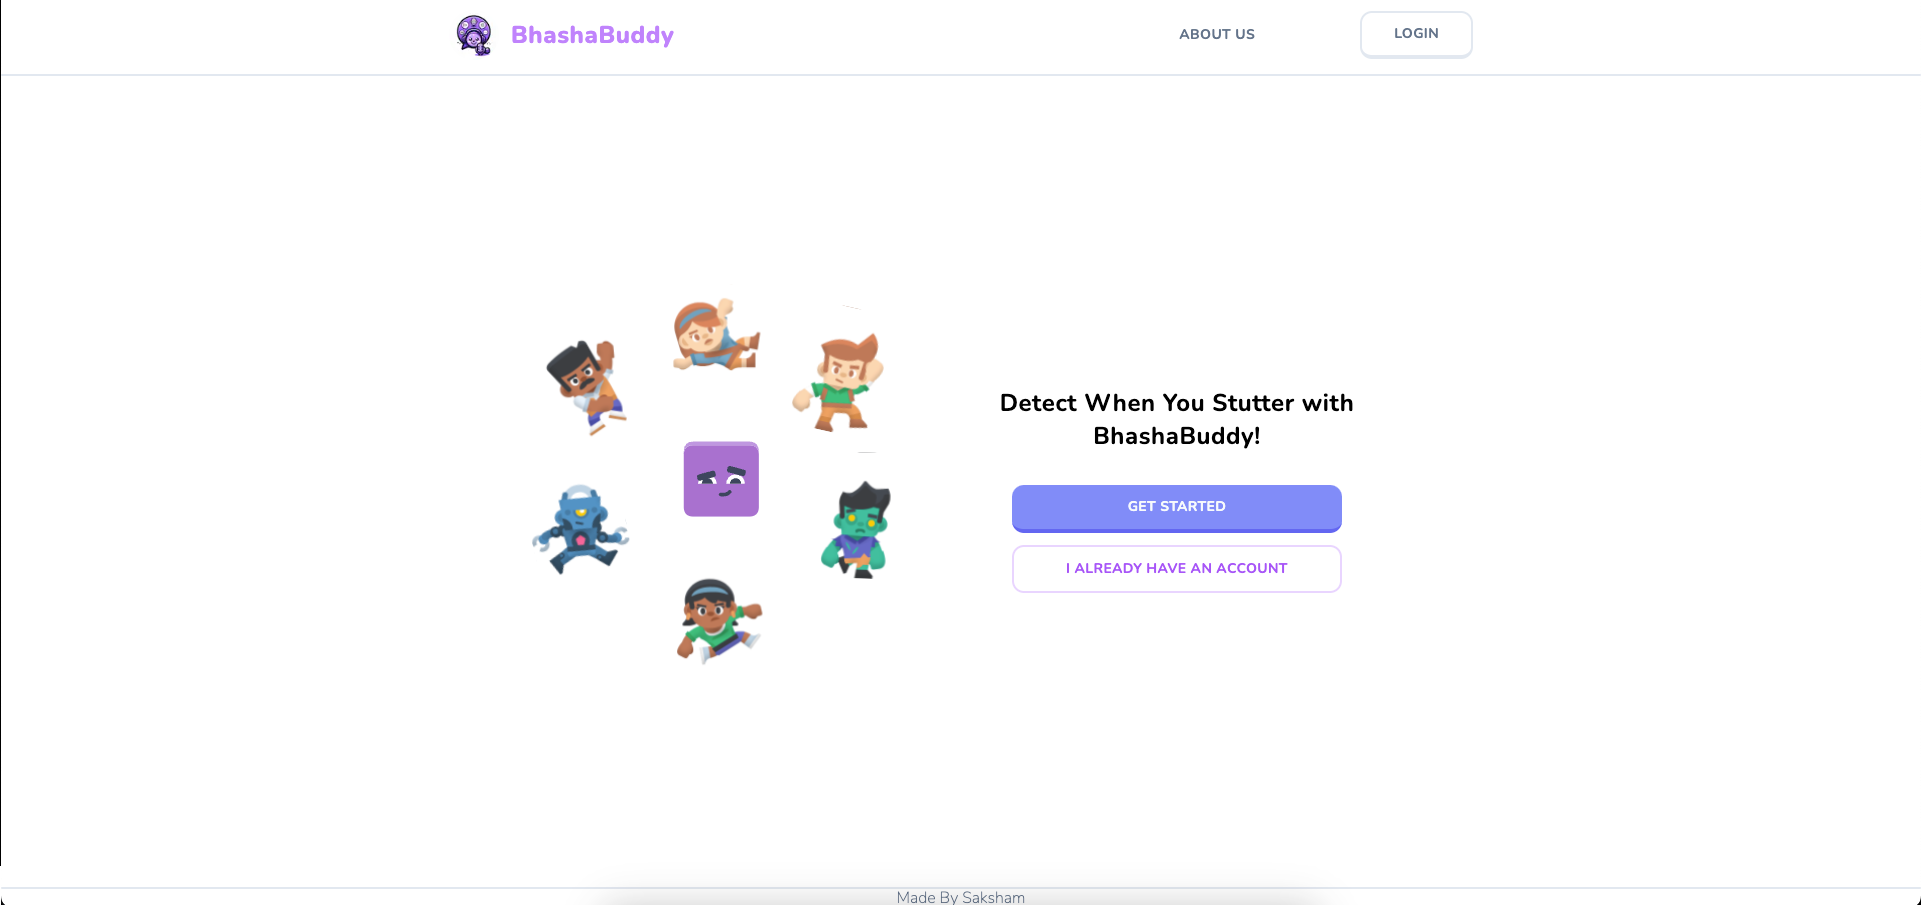 BhashaBuddy
ABOUT US
LOGIN
Detect When You Stutter with
BhashaBuddy!
GET STARTED
I ALREADY HAVE AN ACCOUNT
Made By Saksham